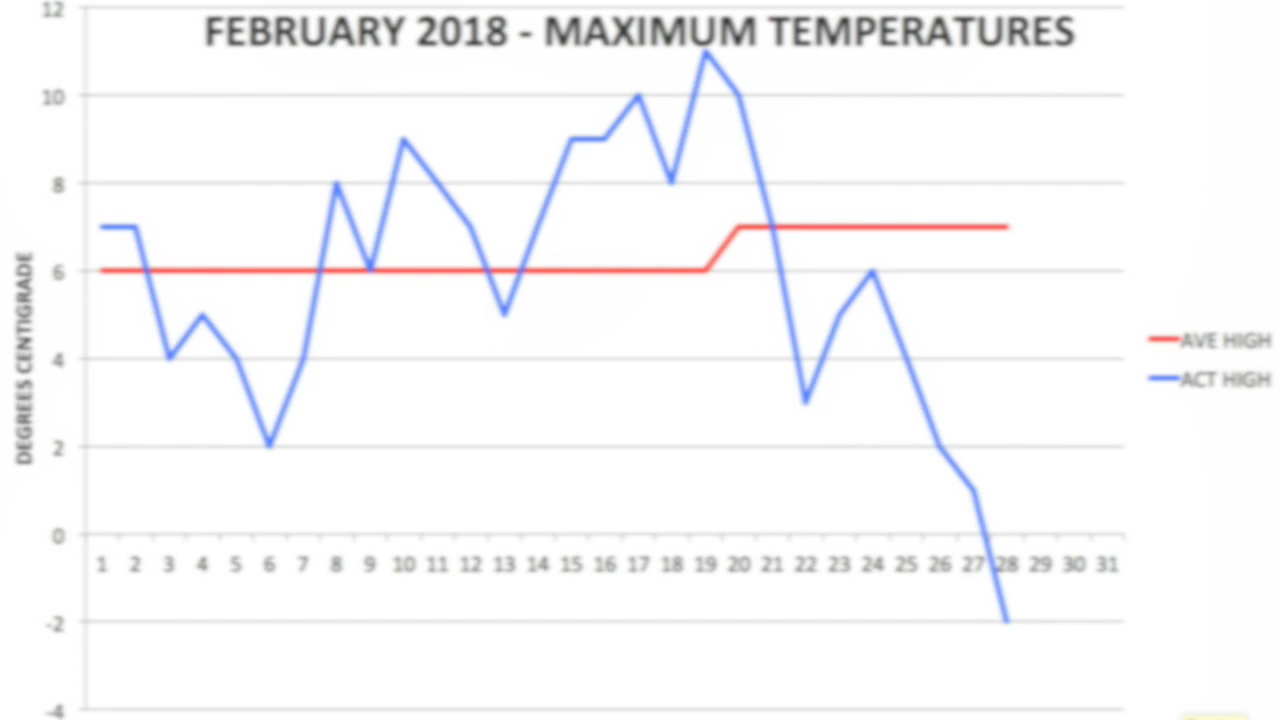 FEBRUARY 2018 - MAXIMUM TEMPERATURES
12
10
8
6
4
2
0
-2
-4
DEGREES CENTIGRADE
1 2 3 4 5 6 7 8 9 10 11 12 13 14 15 16 17 18 19 20 21 22 23 24 25 26 27 28 29 30 31
AVE HIGH
ACT HIGH